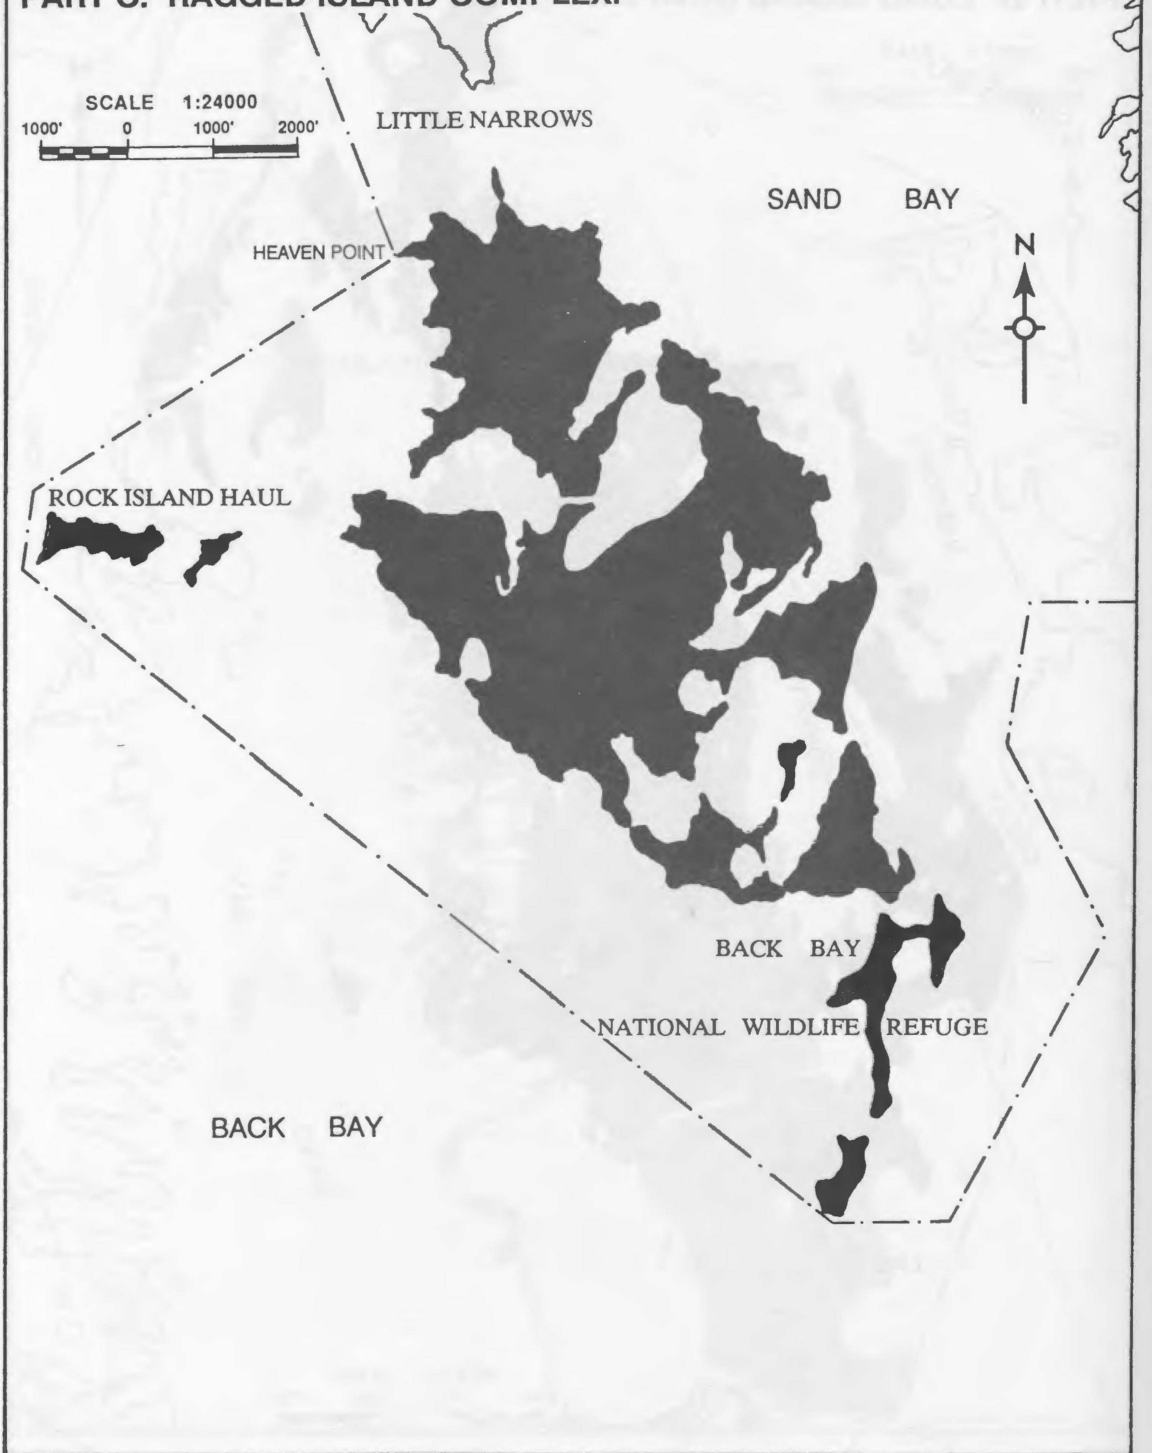 PART C. RAGGED ISLAND COMPLEX.
SCALE 1:24000
1000' 0 1000' 2000'
LITTLE NARROWS
SAND BAY
N
HEAVEN POINT
ROCK ISLAND HAUL
BACK BAY
NATIONAL WILDLIFE REFUGE
BACK BAY